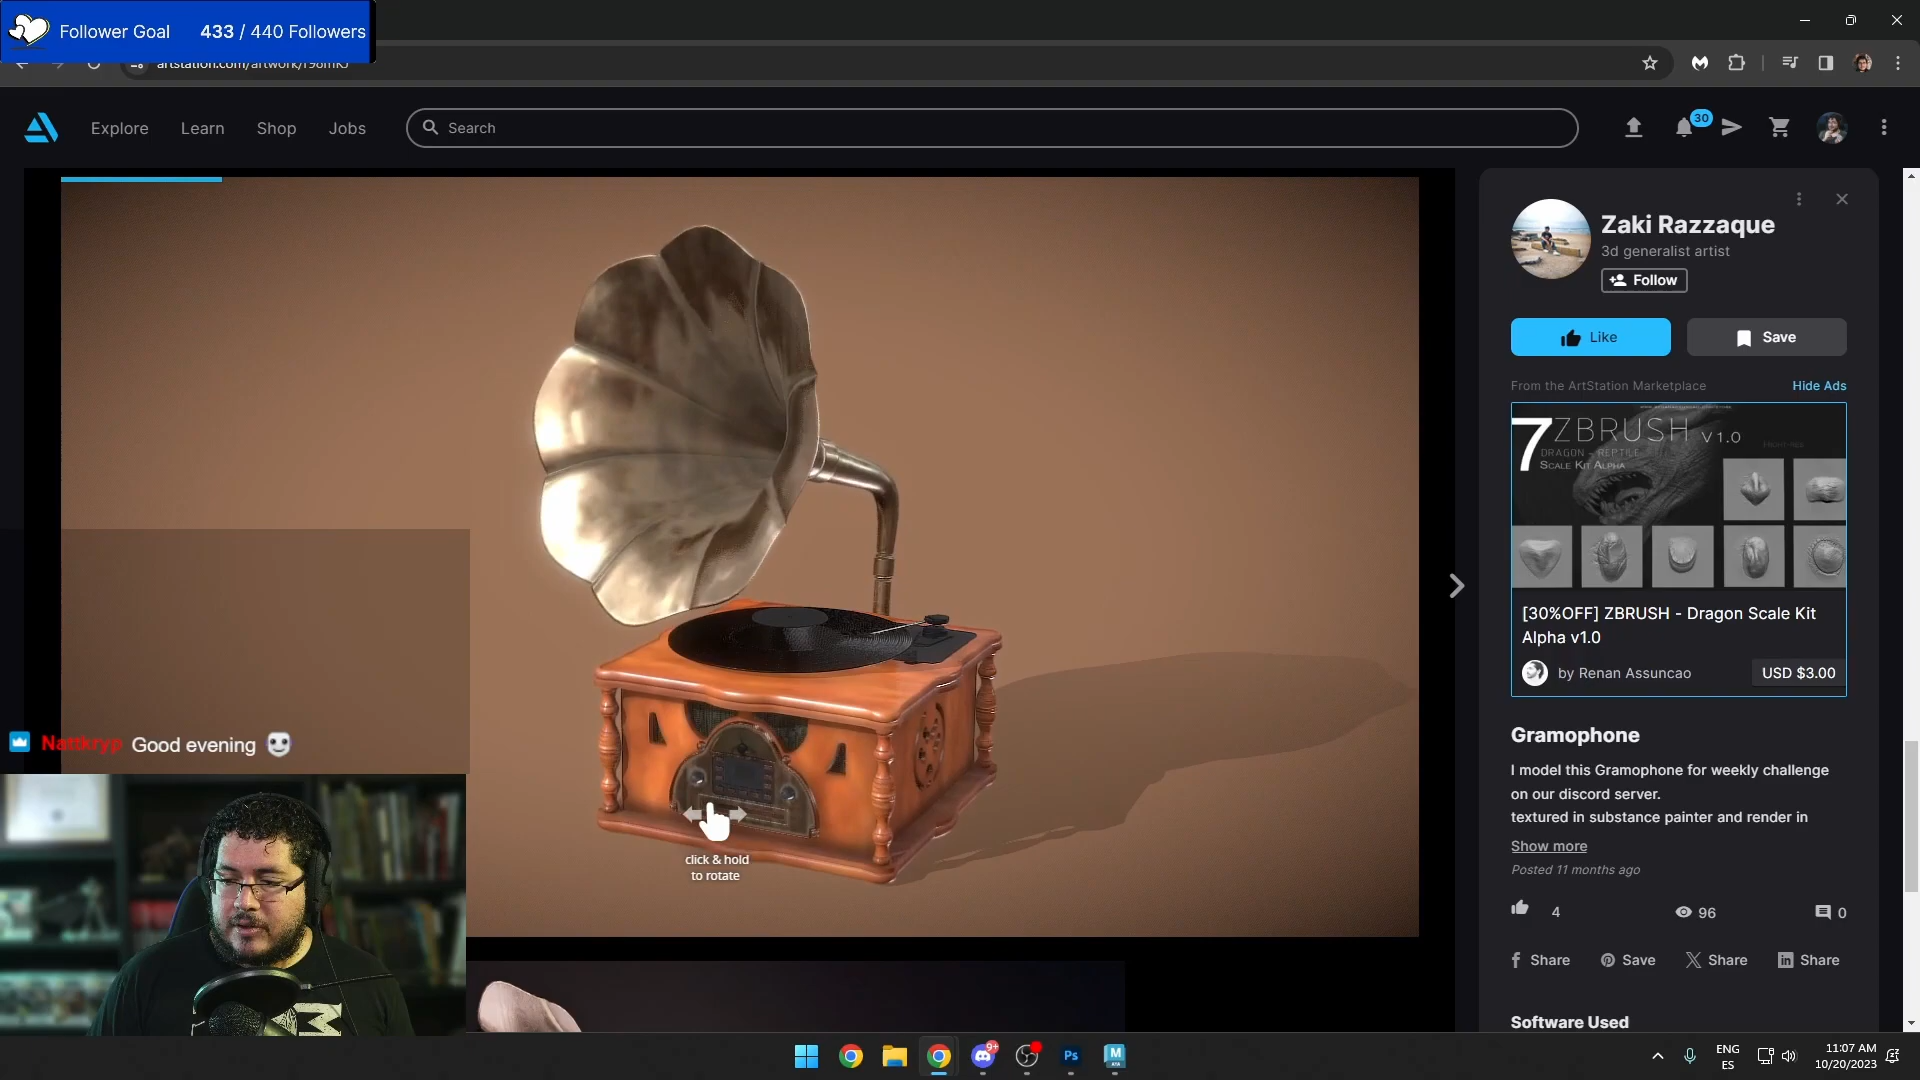 Follower Goal 433 / 440 Followers
Explore
Learn
Shop
Jobs
Search
30
Zaki Razzaque
3d generalist artist
Follow
Like
Save
From the ArtStation Marketplace
Hide Ads
7 ZBRUSH V 1.0
DRAGON - REPTILE
SCALE KIT ALPHA
[30%OFF] ZBRUSH - Dragon Scale Kit
Alpha v1.0
by Renan Assuncao
USD $3.00
Nattkryp Good evening
click & hold
to rotate
Gramophone
I model this Gramophone for weekly challenge
on our discord server.
textured in substance painter and render in
Show more
Posted 11 months ago
4
96
0
Share
Save
Share
Share
Software Used
9+
Ps
M
ENG
ES
11:07 AM
10/20/2023